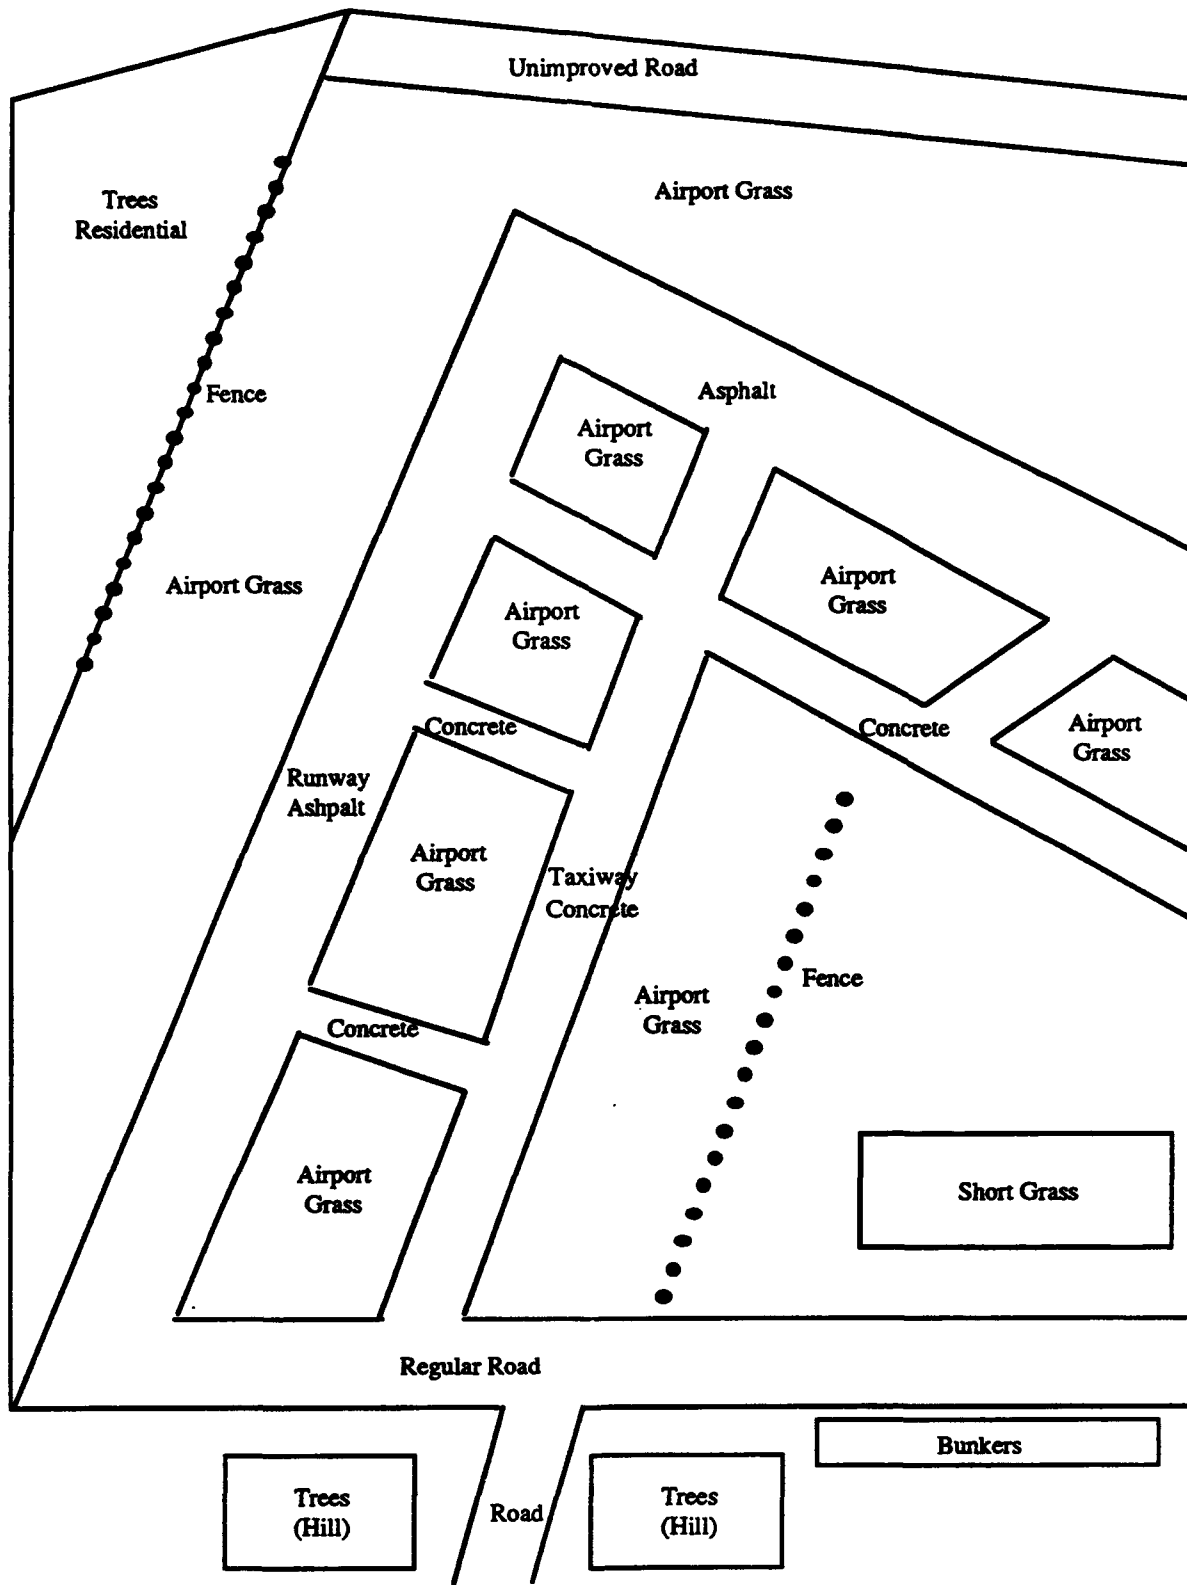 Unimproved Road
Trees
Residential
Airport Grass
Fence
Asphalt
Airport
Grass
Airport Grass
Airport
Grass
Airport
Grass
Concrete
Concrete
Airport
Grass
Runway
Ashpalt
Airport
Grass
Taxiway
Concrete
Airport
Grass
Fence
Concrete
Airport
Grass
Short Grass
Regular Road
Bunkers
Trees
(Hill)
Road
Trees
(Hill)